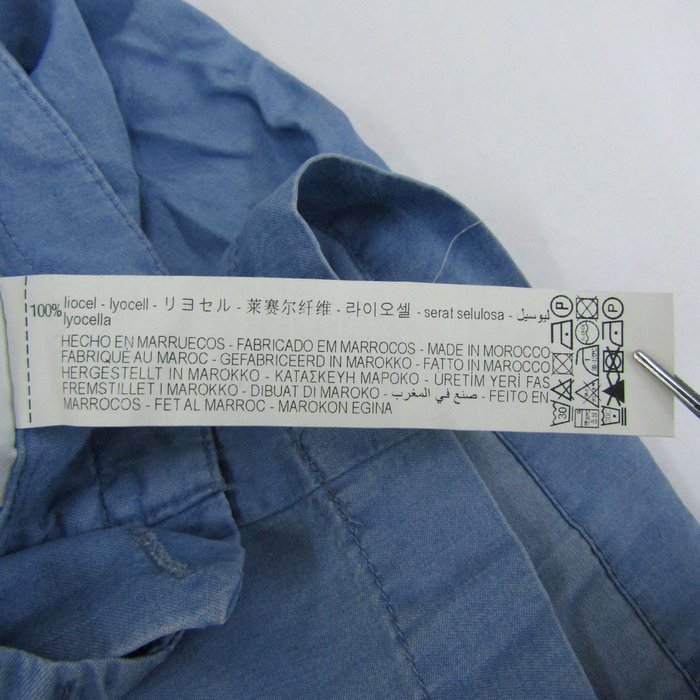 100% liocel - lyocell - リヨセル - 莱赛尔纤维 - 라이오셀 - serat selulosa - ليوسيل
lyocella
HECHO EN MARRUECOS - FABRICADO EM MARROCOS - MADE IN MOROCCO
FABRIQUÉ AU MAROC - GEFABRICEERD IN MAROKKO - FATTO IN MAROCCO
HERGESTELLT IN MAROKKO - ΚΑΤΑΣΚΕΥΗ ΜΑΡΟΚΟ - ÜRETİM YERİ FAS
FREMSTILLET I MAROKKO - DIBUAT DI MAROKO - صنع في المغرب - FEITO EN
MARROCOS - FET AL MARROC - MAROKON EGINA
P
P
30